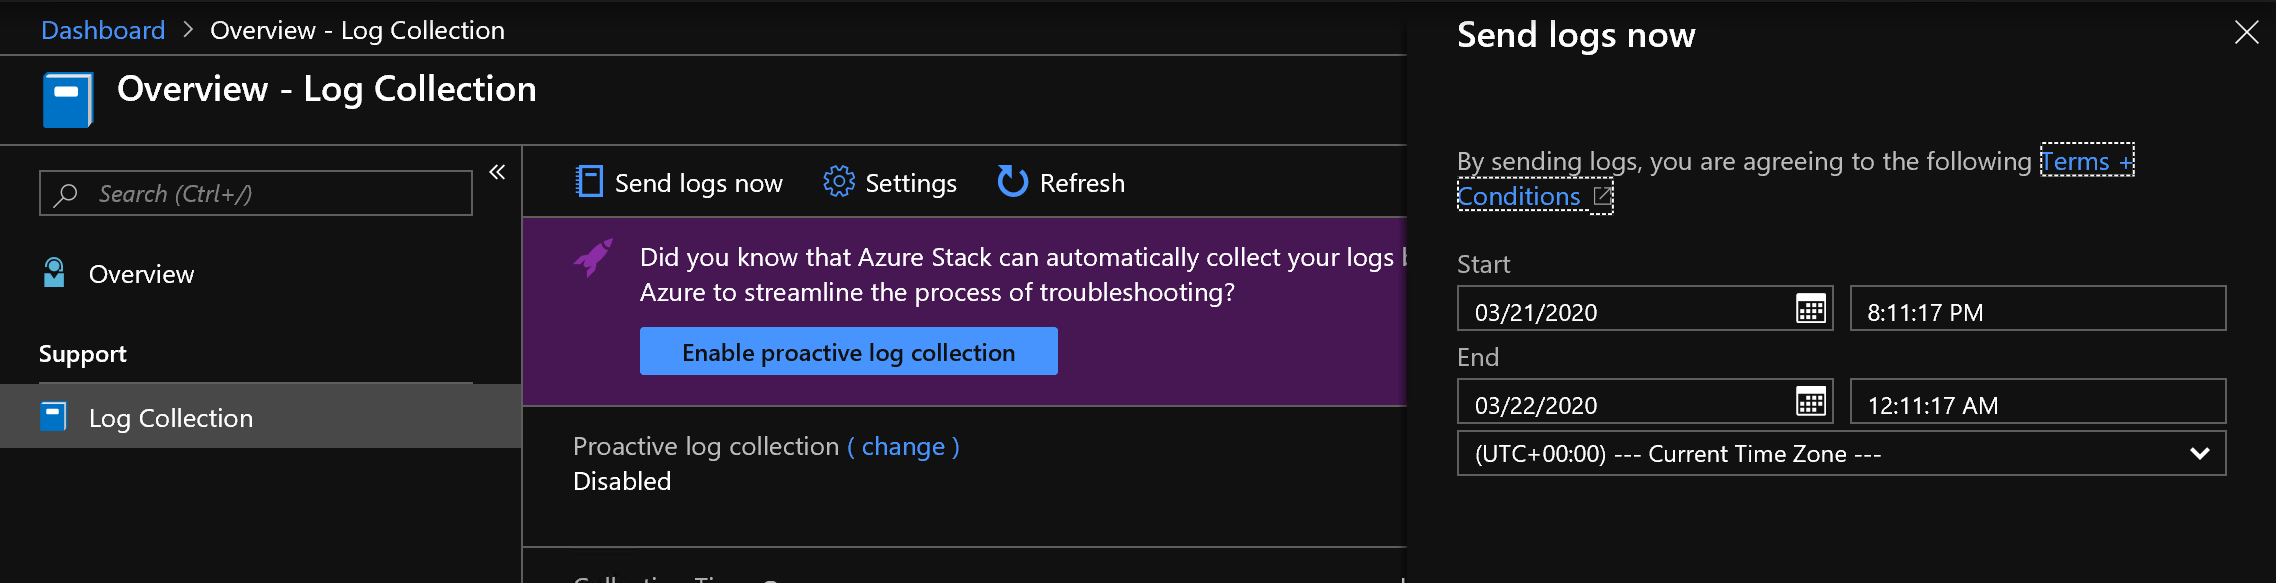 Dashboard > Overview - Log Collection
Overview - Log Collection
Search (Ctrl+/)
Overview
Support
Log Collection
Send logs now
Settings
Refresh
Did you know that Azure Stack can automatically collect your logs
Azure to streamline the process of troubleshooting?
Enable proactive log collection
Proactive log collection ( change )
Disabled
Send logs now
By sending logs, you are agreeing to the following Terms +
Conditions
Start
03/21/2020
8:11:17 PM
End
03/22/2020
12:11:17 AM
(UTC+00:00) --- Current Time Zone ---